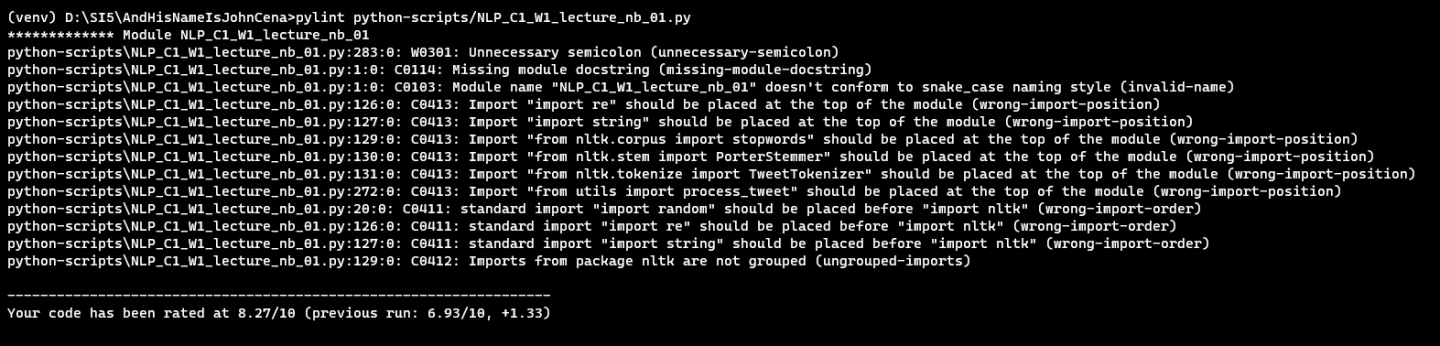 (venv) D:\SI5\AndHisNameIsJohnCena>pylint python-scripts/NLP_C1_W1_lecture_nb_01.py
************* Module NLP_C1_W1_lecture_nb_01
python-scripts\NLP_C1_W1_lecture_nb_01.py:283:0: W0301: Unnecessary semicolon (unnecessary-semicolon)
python-scripts\NLP_C1_W1_lecture_nb_01.py:1:0: C0114: Missing module docstring (missing-module-docstring)
python-scripts\NLP_C1_W1_lecture_nb_01.py:1:0: C0103: Module name "NLP_C1_W1_lecture_nb_01" doesn't conform to snake_case naming style (invalid-name)
python-scripts\NLP_C1_W1_lecture_nb_01.py:126:0: C0413: Import "import re" should be placed at the top of the module (wrong-import-position)
python-scripts\NLP_C1_W1_lecture_nb_01.py:127:0: C0413: Import "import string" should be placed at the top of the module (wrong-import-position)
python-scripts\NLP_C1_W1_lecture_nb_01.py:129:0: C0413: Import "from nltk.corpus import stopwords" should be placed at the top of the module (wrong-import-position)
python-scripts\NLP_C1_W1_lecture_nb_01.py:130:0: C0413: Import "from nltk.stem import PorterStemmer" should be placed at the top of the module (wrong-import-position)
python-scripts\NLP_C1_W1_lecture_nb_01.py:131:0: C0413: Import "from nltk.tokenize import TweetTokenizer" should be placed at the top of the module (wrong-import-position)
python-scripts\NLP_C1_W1_lecture_nb_01.py:272:0: C0413: Import "from utils import process_tweet" should be placed at the top of the module (wrong-import-position)
python-scripts\NLP_C1_W1_lecture_nb_01.py:20:0: C0411: standard import "import random" should be placed before "import nltk" (wrong-import-order)
python-scripts\NLP_C1_W1_lecture_nb_01.py:126:0: C0411: standard import "import re" should be placed before "import nltk" (wrong-import-order)
python-scripts\NLP_C1_W1_lecture_nb_01.py:127:0: C0411: standard import "import string" should be placed before "import nltk" (wrong-import-order)
python-scripts\NLP_C1_W1_lecture_nb_01.py:129:0: C0412: Imports from package nltk are not grouped (ungrouped-imports)
------------------------------------------------------------------
Your code has been rated at 8.27/10 (previous run: 6.93/10, +1.33)